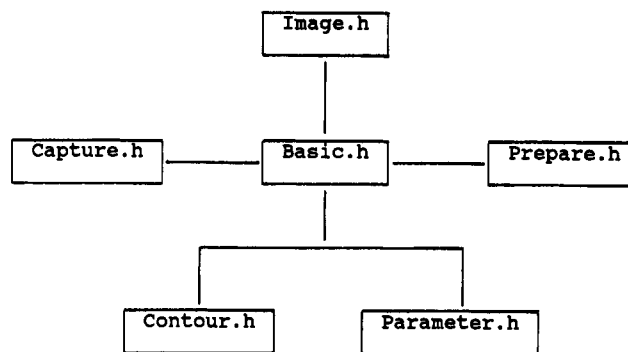 Image.h
Capture.h
Basic.h
Prepare.h
Contour.h
Parameter.h